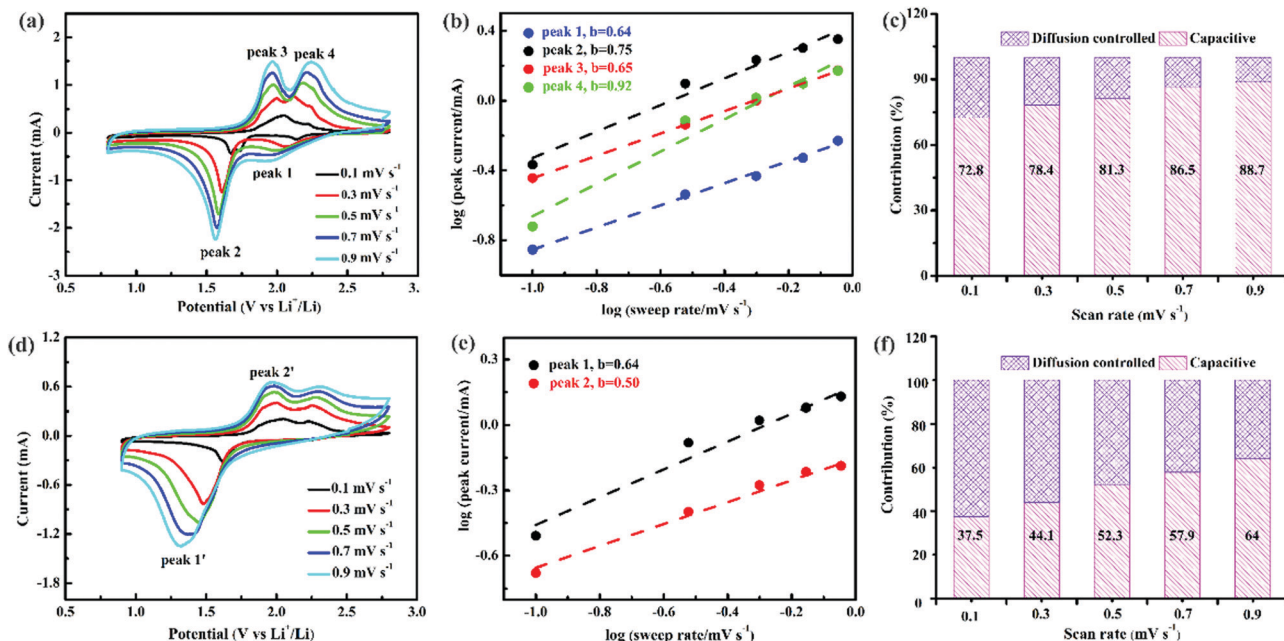 (a)
Current (mA)
3
2
1
0
-1
-2
-3
peak 3
peak 4
peak 1
peak 2
0.1 mV s⁻¹
0.3 mV s⁻¹
0.5 mV s⁻¹
0.7 mV s⁻¹
0.9 mV s⁻¹
0.5
1.0
1.5
2.0
2.5
3.0
Potential (V vs Li⁺/Li)
(b)
log (peak current/mA)
0.4
0.0
-0.4
-0.8
peak 1, b=0.64
peak 2, b=0.75
peak 3, b=0.65
peak 4, b=0.92
-1.0
-0.8
-0.6
-0.4
-0.2
0.0
log (sweep rate/mV s⁻¹)
(c)
Contribution (%)
120
90
60
30
0
Diffusion controlled
Capacitive
72.8
78.4
81.3
86.5
88.7
0.1
0.3
0.5
0.7
0.9
Scan rate (mV s⁻¹)
(d)
Current (mA)
1.2
0.6
0.0
-0.6
-1.2
-1.8
peak 2'
peak 1'
0.1 mV s⁻¹
0.3 mV s⁻¹
0.5 mV s⁻¹
0.7 mV s⁻¹
0.9 mV s⁻¹
0.5
1.0
1.5
2.0
2.5
3.
Potential (V vs Li⁺/Li)
(e)
log (peak current/mA)
0.3
0.0
-0.3
-0.6
peak 1, b=0.64
peak 2, b=0.50
-1.0
-0.8
-0.6
-0.4
-0.2
0.0
log (sweep rate/mV s⁻¹)
(f)
Contribution (%)
120
100
80
60
40
20
0
Diffusion controlled
Capacitive
37.5
44.1
52.3
57.9
64
0.1
0.3
0.5
0.7
0.9
Scan rate (mV s⁻¹)